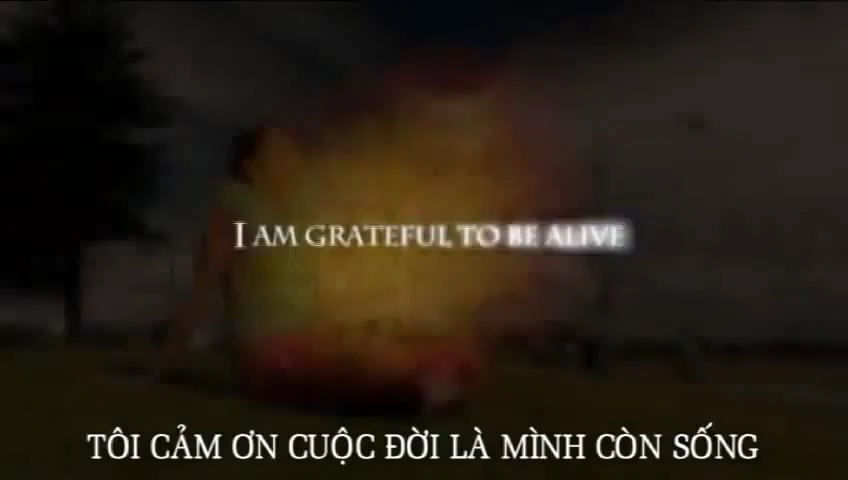 I AM GRATEFUL TO BE ALIVE
TÔI CẢM ƠN CUỘC ĐỜI LÀ MÌNH CÒN SỐNG